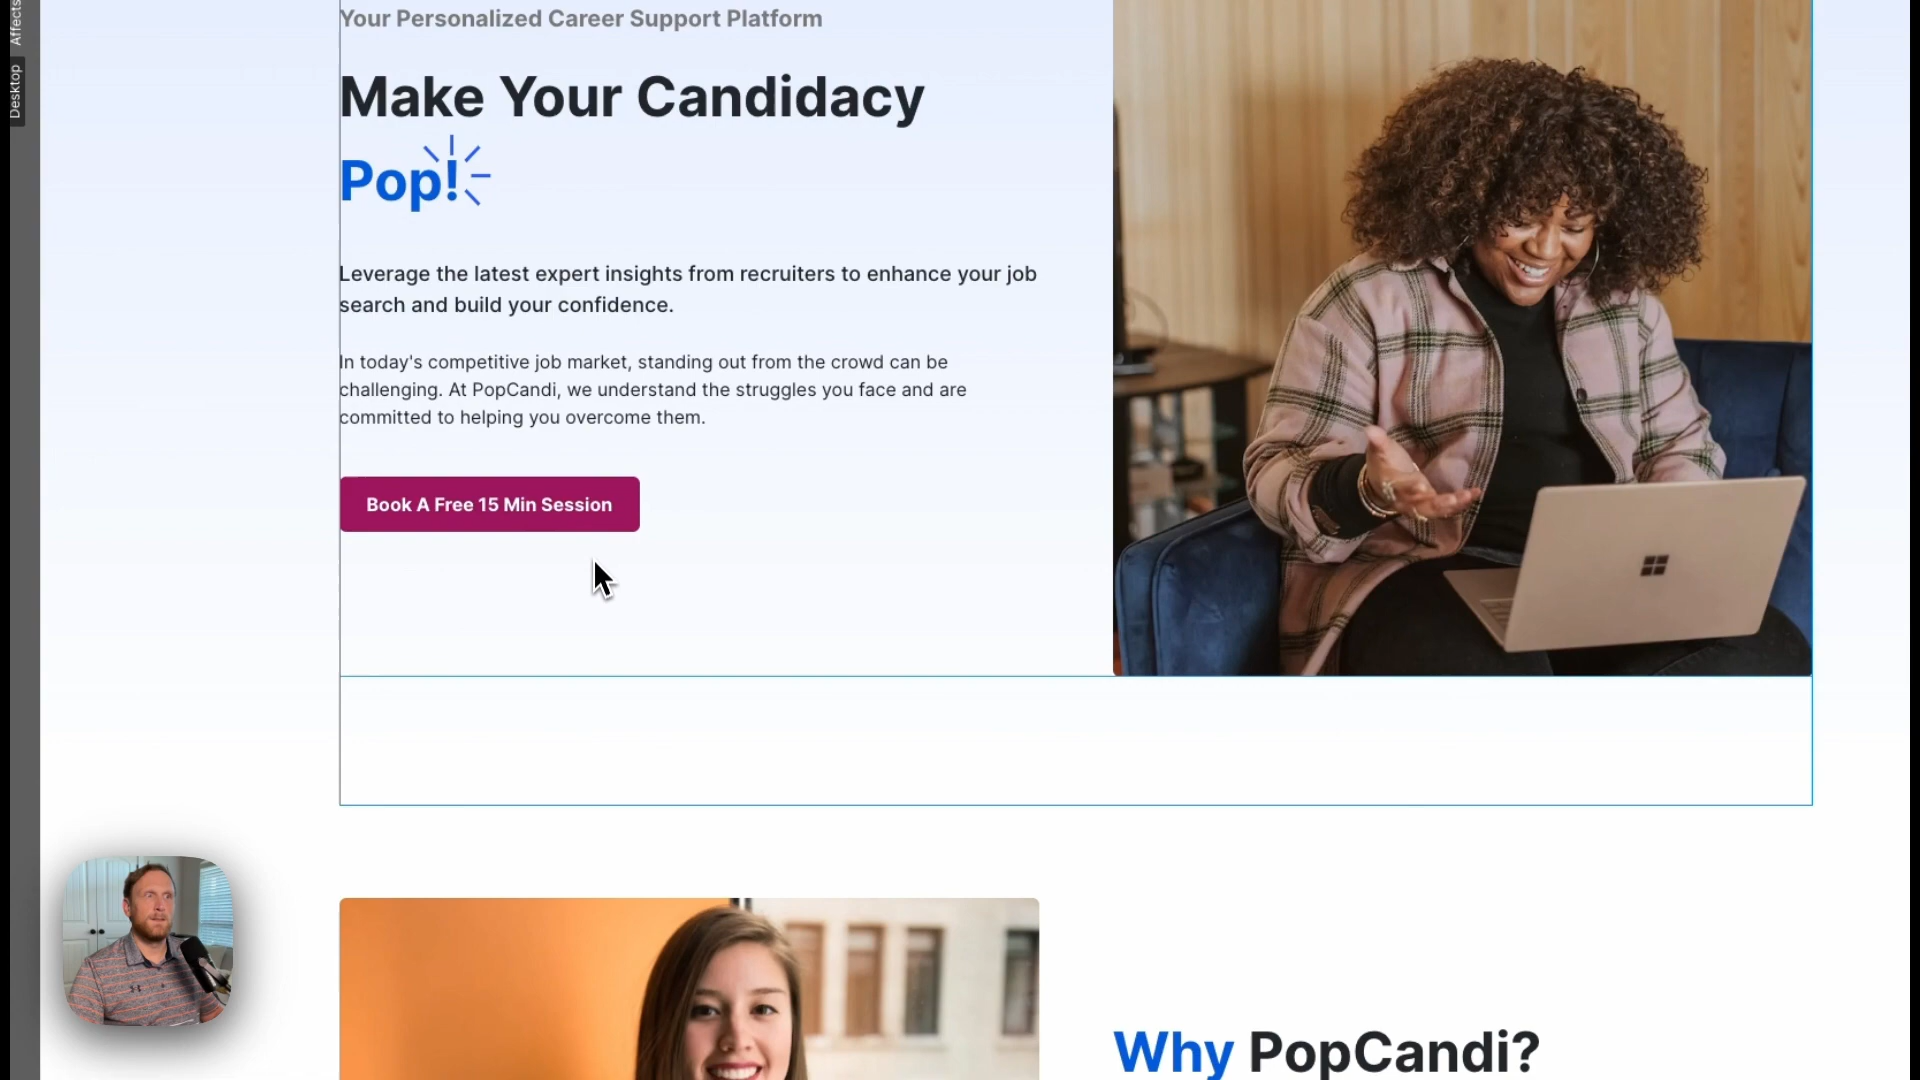 Affects
Desktop
Your Personalized Career Support Platform
Make Your Candidacy
Pop!
Leverage the latest expert insights from recruiters to enhance your job
search and build your confidence.
In today's competitive job market, standing out from the crowd can be
challenging. At PopCandi, we understand the struggles you face and are
committed to helping you overcome them.
Book A Free 15 Min Session
Why PopCandi?